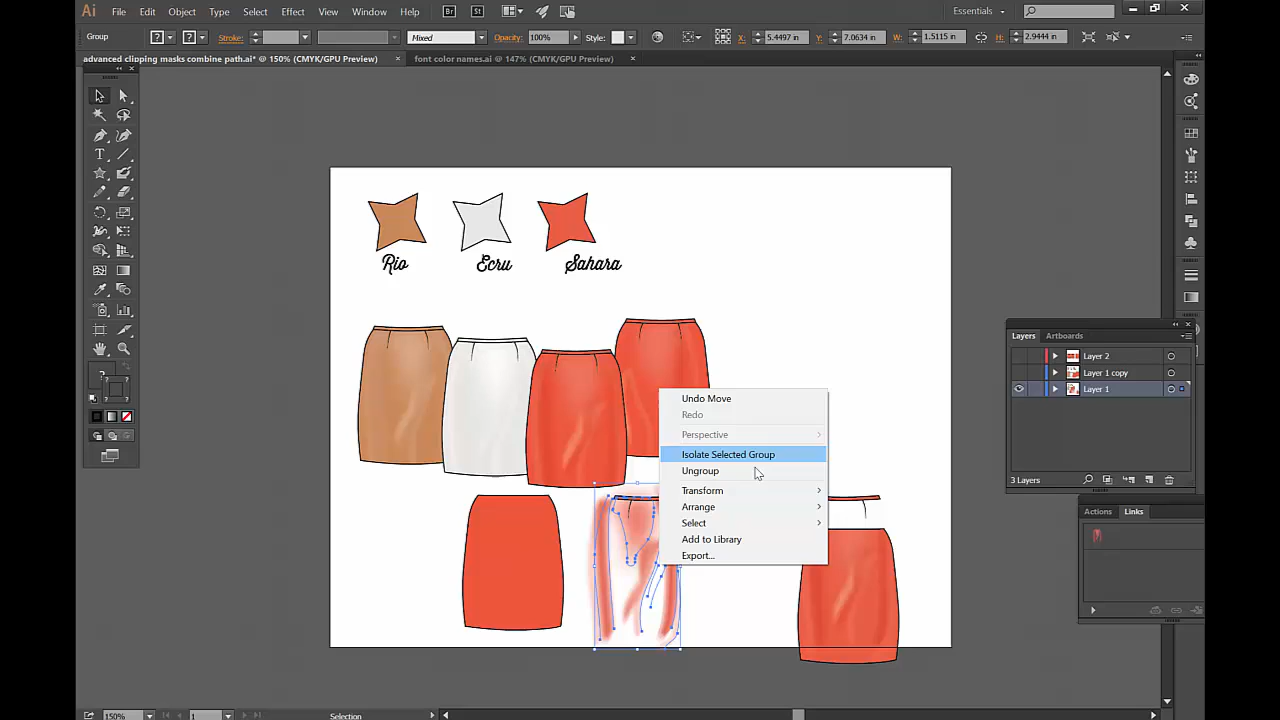 Ai File Edit Object Type Select Effect View Window Help Br St Essentials
Group Stroke: Mixed Opacity: 100% Style: X: 5.4497 in Y: 7.0634 in W: 1.5115 in H: 2.9444 in
advanced clipping masks combine path.ai* @ 150% (CMYK/GPU Preview) × font color names.ai @ 147% (CMYK/GPU Preview) ×
Rio Ecru Sahara
Layers Artboards
Layer 2
Layer 1 copy
Layer 1
3 Layers
Undo Move
Redo
Perspective
Isolate Selected Group
Ungroup
Transform
Arrange
Select
Add to Library
Export...
Actions Links
150% 1 Selection